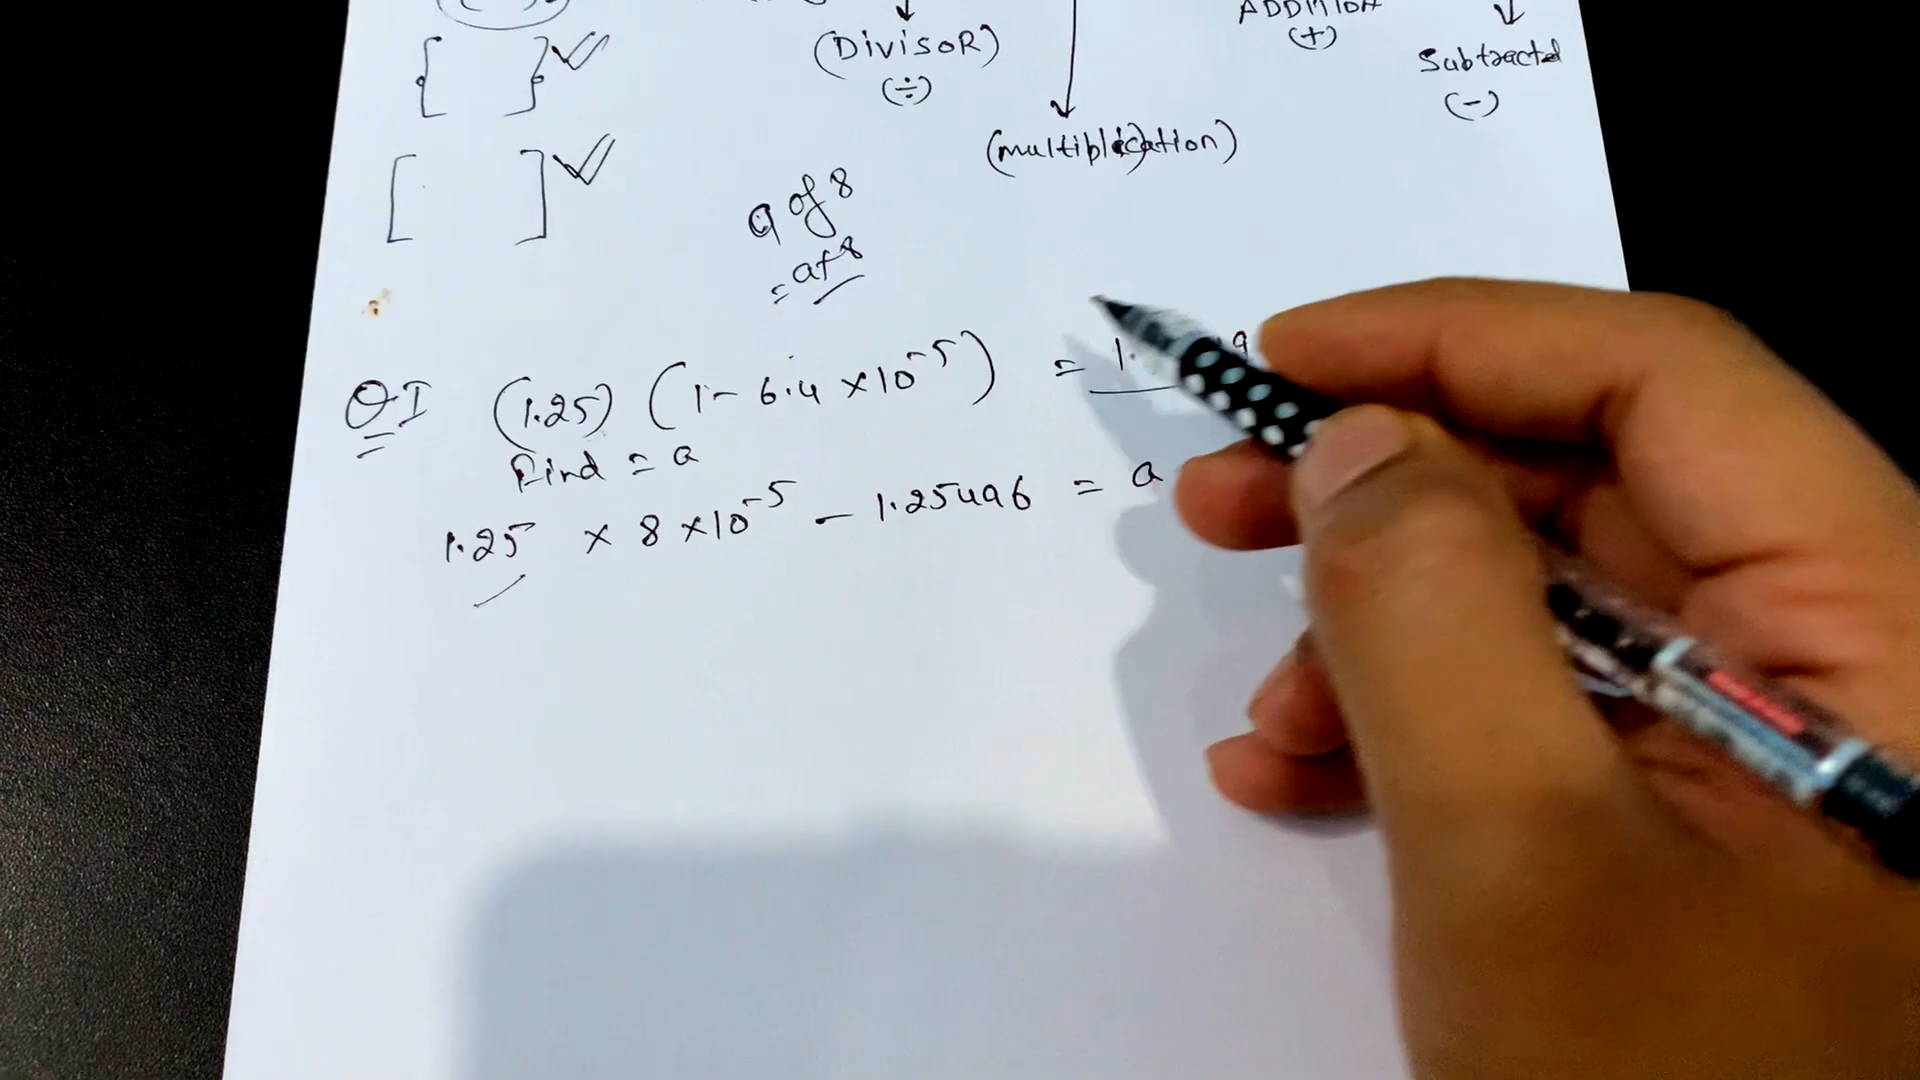 ADDITION
(DivisoR)
(+)
Subtracted
(÷)
(-)
(multiplication)
a of 8
= a+8
QI (1.25) (1- 6.4 ×10^-5) = 1.
Find = a
1.25 × 8 ×10^-5 - 1.25496 = a